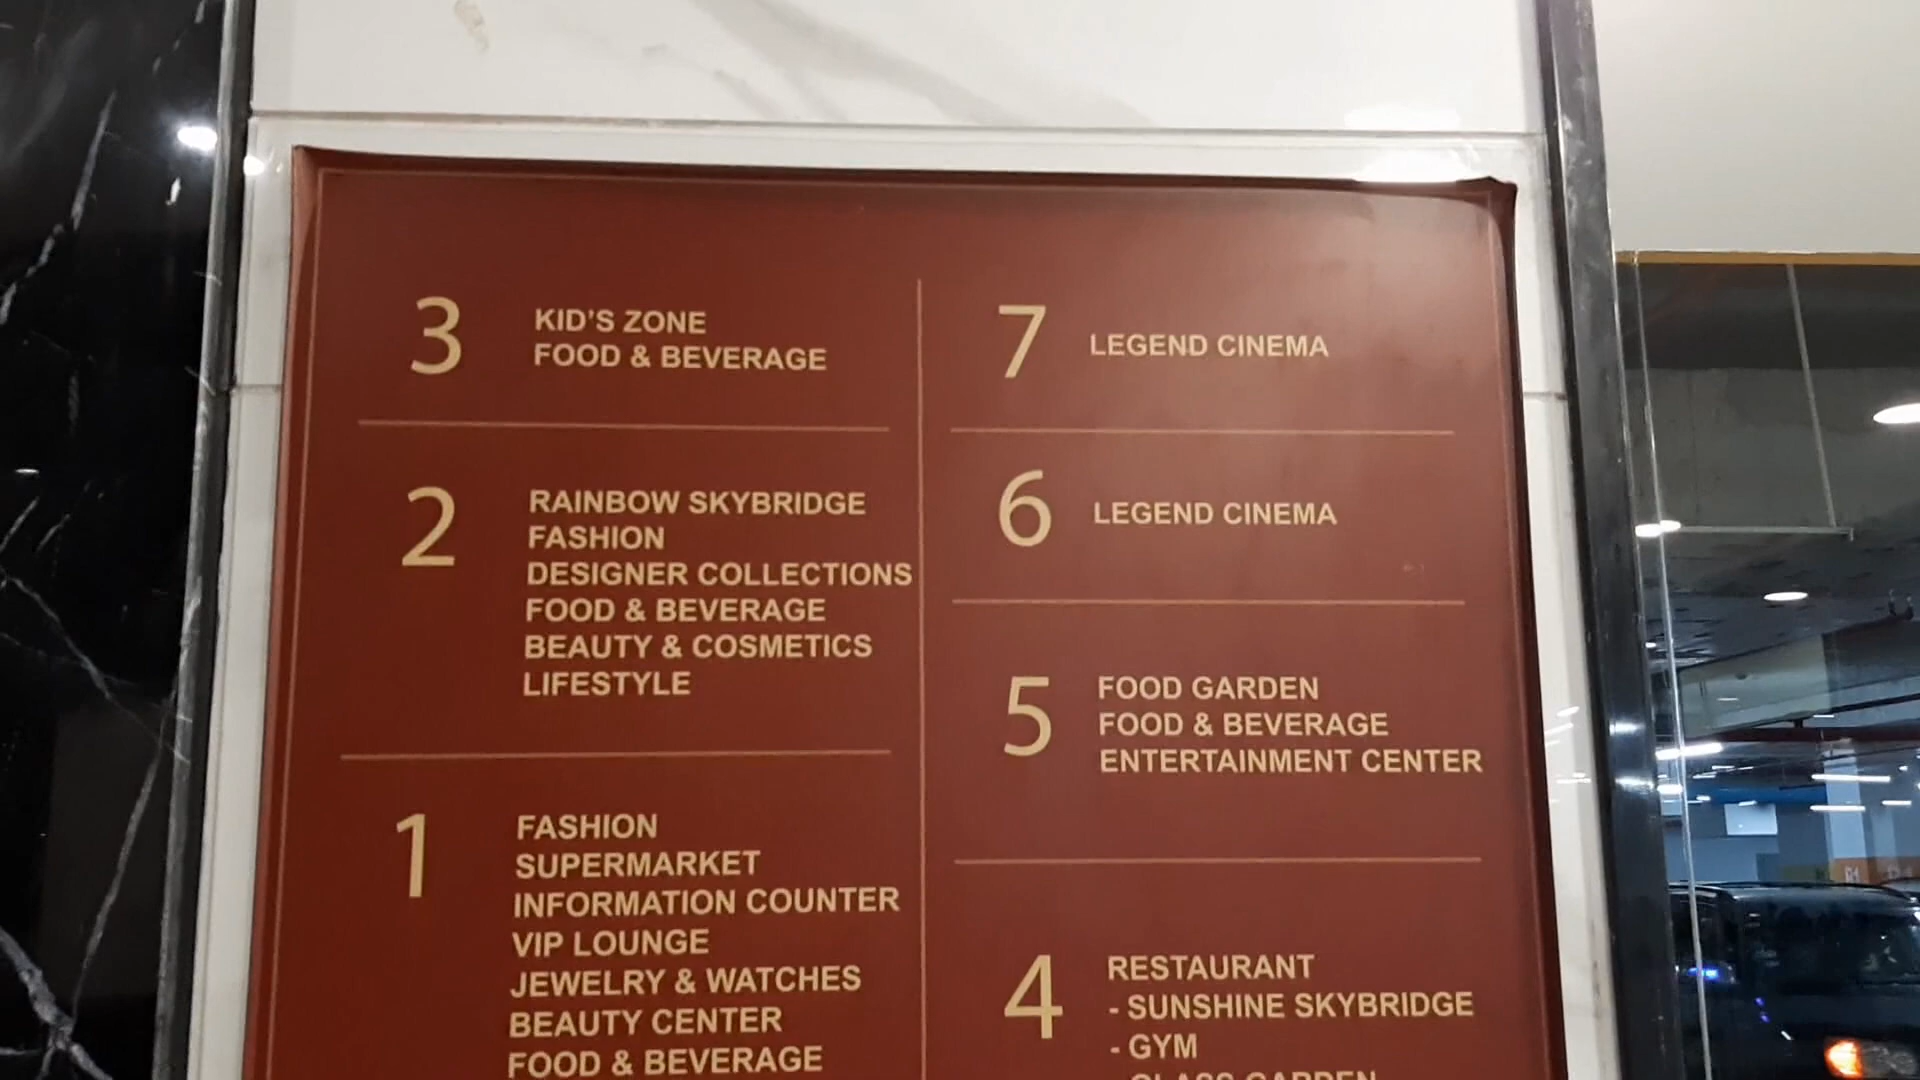 3
KID'S ZONE
FOOD & BEVERAGE
2
RAINBOW SKYBRIDGE
FASHION
DESIGNER COLLECTIONS
FOOD & BEVERAGE
BEAUTY & COSMETICS
LIFESTYLE
1
FASHION
SUPERMARKET
INFORMATION COUNTER
VIP LOUNGE
JEWELRY & WATCHES
BEAUTY CENTER
FOOD & BEVERAGE
7
LEGEND CINEMA
6
LEGEND CINEMA
5
FOOD GARDEN
FOOD & BEVERAGE
ENTERTAINMENT CENTER
4
RESTAURANT
- SUNSHINE SKYBRIDGE
- GYM
GLASS GARDEN